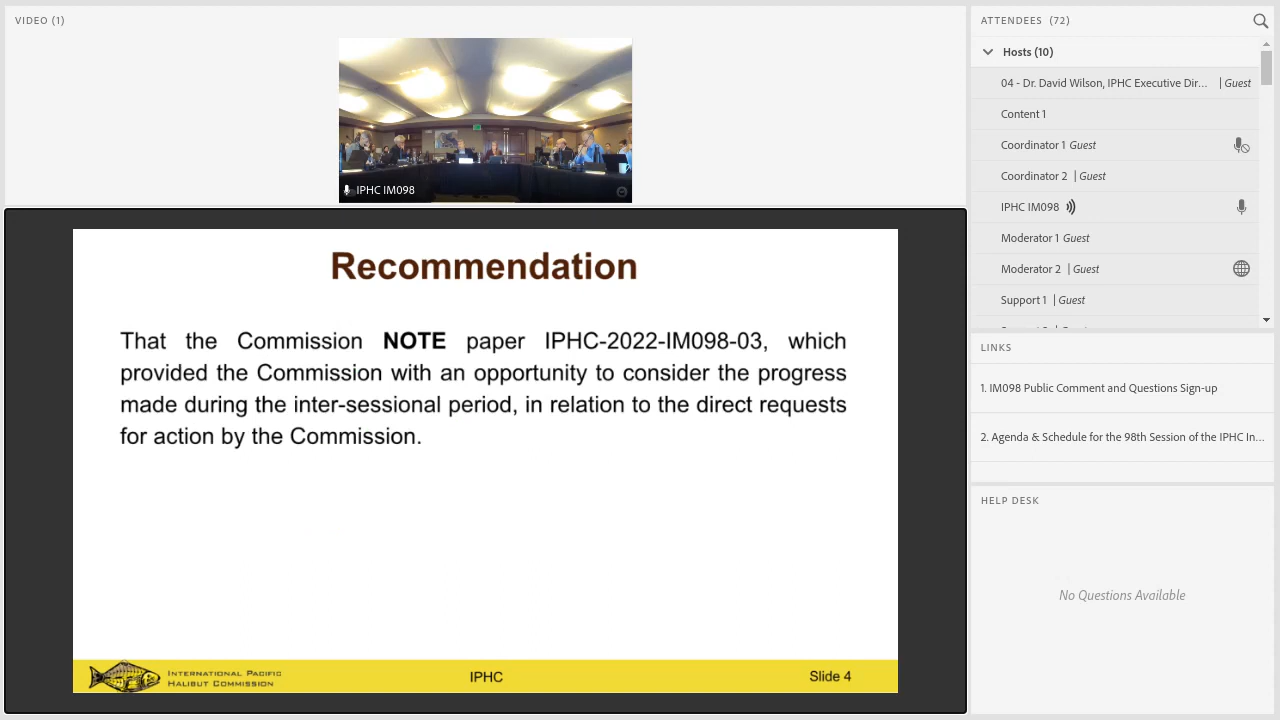 VIDEO (1)
IPHC IM098
Recommendation
That the Commission NOTE paper IPHC-2022-IM098-03, which
provided the Commission with an opportunity to consider the progress
made during the inter-sessional period, in relation to the direct requests
for action by the Commission.
INTERNATIONAL PACIFIC
HALIBUT COMMISSION
IPHC
Slide 4
ATTENDEES (72)
Hosts (10)
04 - Dr. David Wilson, IPHC Executive Dir... | Guest
Content 1
Coordinator 1 Guest
Coordinator 2 | Guest
IPHC IM098
Moderator 1 Guest
Moderator 2 | Guest
Support 1 | Guest
LINKS
1. IM098 Public Comment and Questions Sign-up
2. Agenda & Schedule for the 98th Session of the IPHC In...
HELP DESK
No Questions Available